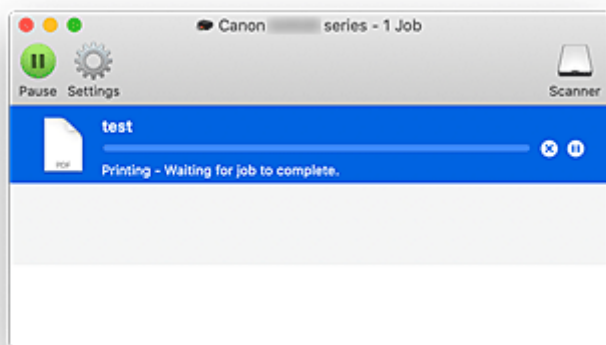 Canon series - 1 Job
Pause Settings Scanner
test
PDF
Printing - Waiting for job to complete.